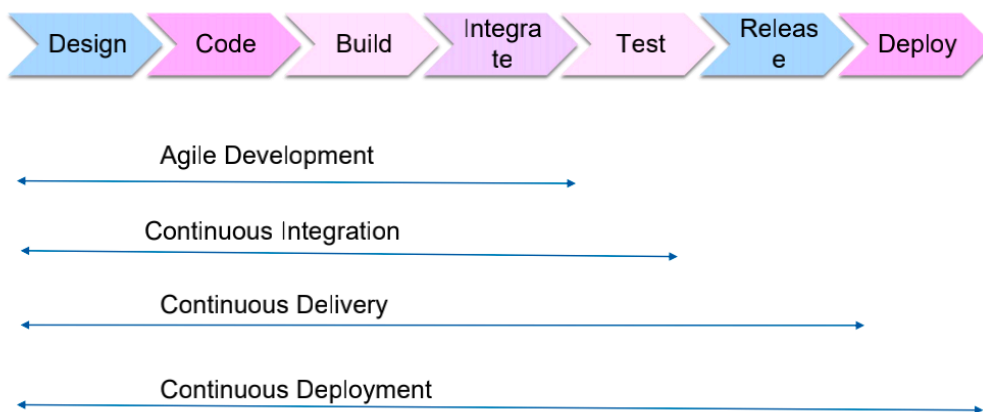 Design
Code
Build
Integra
te
Test
Releas
e
Deploy
Agile Development
Continuous Integration
Continuous Delivery
Continuous Deployment